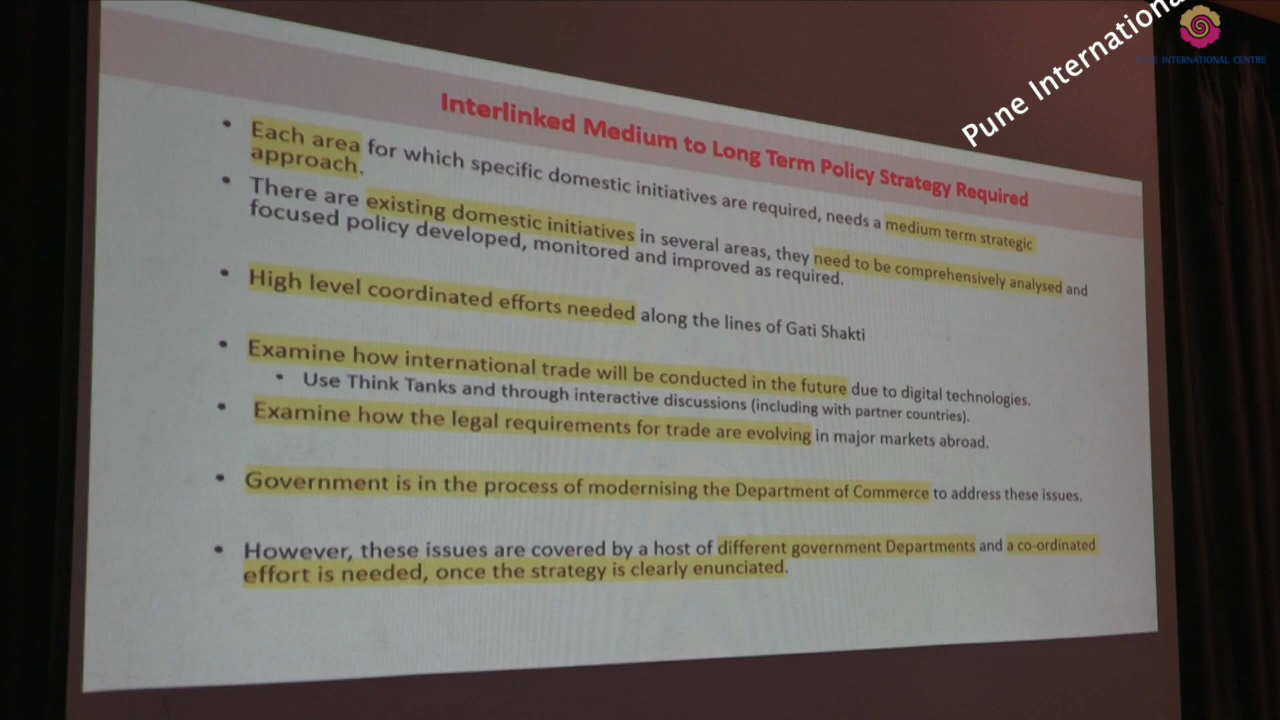 Pune Internationa
INTERNATIONAL CENTRE
Interlinked Medium to Long Term Policy Strategy Required
• Each area for which specific domestic initiatives are required, needs a medium term strategic
approach.
• There are existing domestic initiatives in several areas, they need to be comprehensively analysed and
focused policy developed, monitored and improved as required.
• High level coordinated efforts needed along the lines of Gati Shakti
• Examine how international trade will be conducted in the future due to digital technologies.
• Use Think Tanks and through interactive discussions (including with partner countries).
• Examine how the legal requirements for trade are evolving in major markets abroad.
• Government is in the process of modernising the Department of Commerce to address these issues.
• However, these issues are covered by a host of different government Departments and a co-ordinated
effort is needed, once the strategy is clearly enunciated.